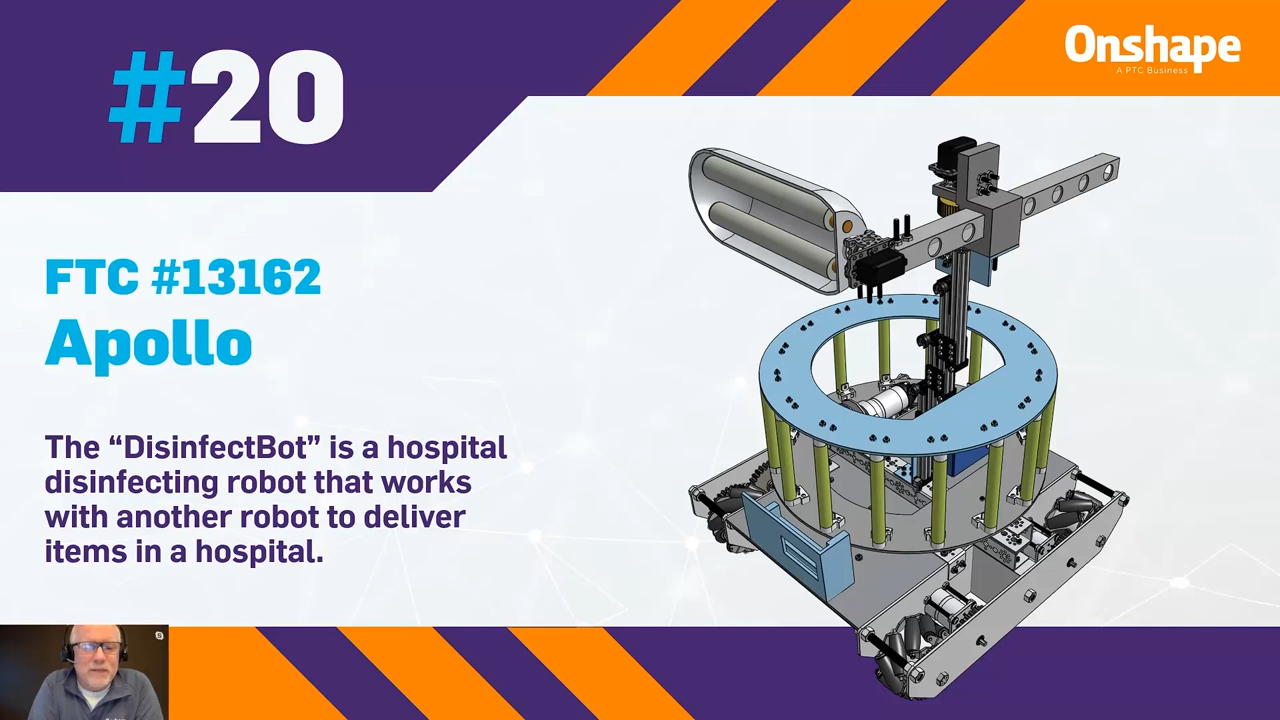 #20
Onshape
A PTC Business
FTC #13162
Apollo
The “DisinfectBot” is a hospital
disinfecting robot that works
with another robot to deliver
items in a hospital.